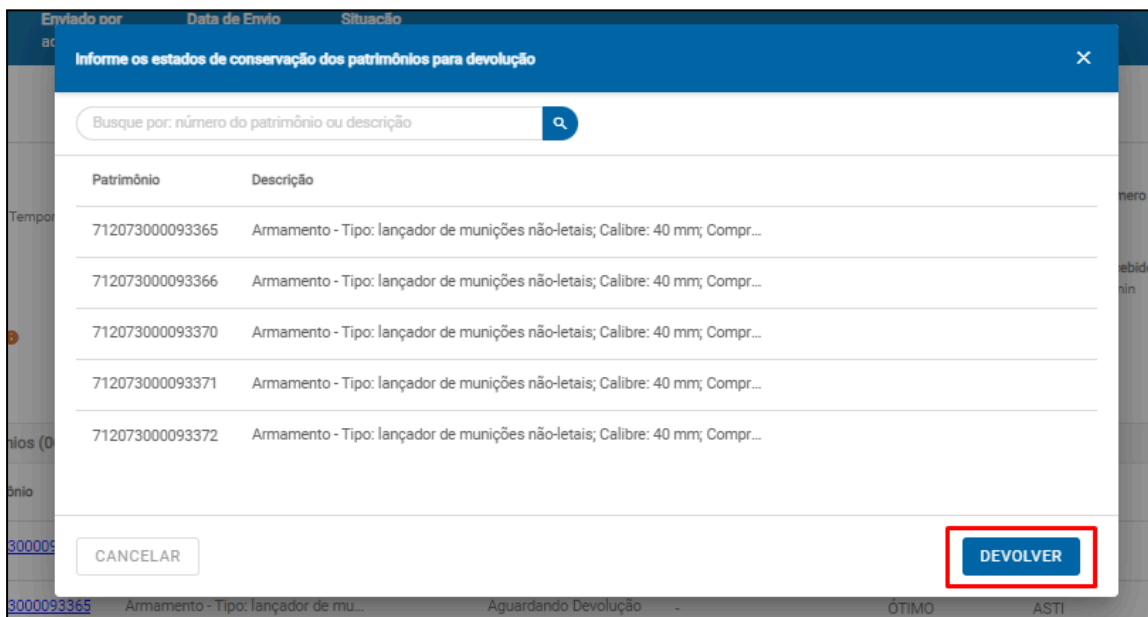 Enviado por Data de Envio Situação
Informe os estados de conservação dos patrimônios para devolução
Busque por: número do patrimônio ou descrição
Patrimônio Descrição
712073000093365 Armamento - Tipo: lançador de munições não-letais; Calibre: 40 mm; Compr...
712073000093366 Armamento - Tipo: lançador de munições não-letais; Calibre: 40 mm; Compr...
712073000093370 Armamento - Tipo: lançador de munições não-letais; Calibre: 40 mm; Compr...
712073000093371 Armamento - Tipo: lançador de munições não-letais; Calibre: 40 mm; Compr...
712073000093372 Armamento - Tipo: lançador de munições não-letais; Calibre: 40 mm; Compr...
CANCELAR DEVOLVER
3000093365 Armamento - Tipo: lançador de mu... Aguardando Devolução - ÓTIMO ASTI